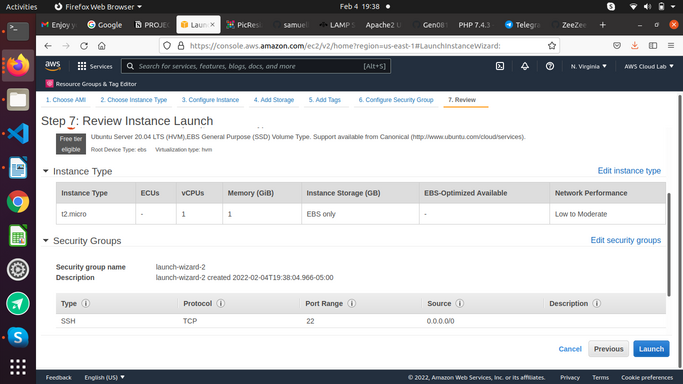 Activities
Firefox Web Browser
Feb 4 19:38
Enjoy y
Google
PROJE
Launc
PicRes
samuel
LAMP S
Apache2 U
Gen081
PHP 7.4.3
Telegra
ZeeZee
https://console.aws.amazon.com/ec2/v2/home?region=us-east-1#LaunchInstanceWizard:
aws
Services
Search for services, features, blogs, docs, and more
[Alt+S]
N. Virginia
AWS Cloud Lab
Resource Groups & Tag Editor
1. Choose AMI
2. Choose Instance Type
3. Configure Instance
4. Add Storage
5. Add Tags
6. Configure Security Group
7. Review
Step 7: Review Instance Launch
Free tier eligible
Ubuntu Server 20.04 LTS (HVM),EBS General Purpose (SSD) Volume Type. Support available from Canonical (http://www.ubuntu.com/cloud/services).
Root Device Type: ebs Virtualization type: hvm
Instance Type
Edit instance type
Instance Type ECUs vCPUs Memory (GiB) Instance Storage (GB) EBS-Optimized Available Network Performance
t2.micro - 1 1 EBS only - Low to Moderate
Security Groups
Edit security groups
Security group name launch-wizard-2
Description launch-wizard-2 created 2022-02-04T19:38:04.966-05:00
Type Protocol Port Range Source Description
SSH TCP 22 0.0.0.0/0
Cancel
Previous
Launch
Feedback
English (US)
© 2022, Amazon Web Services, Inc. or its affiliates.
Privacy
Terms
Cookie preferences